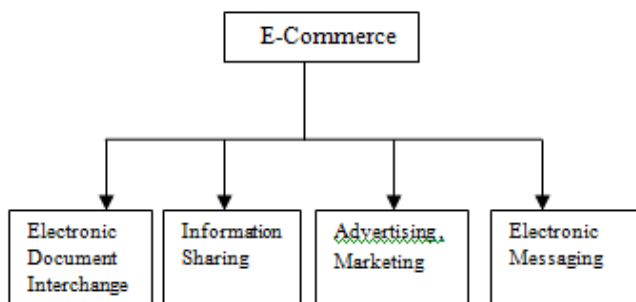 E-Commerce
Electronic
Document
Interchange
Information
Sharing
Advertising,
Marketing
Electronic
Messaging